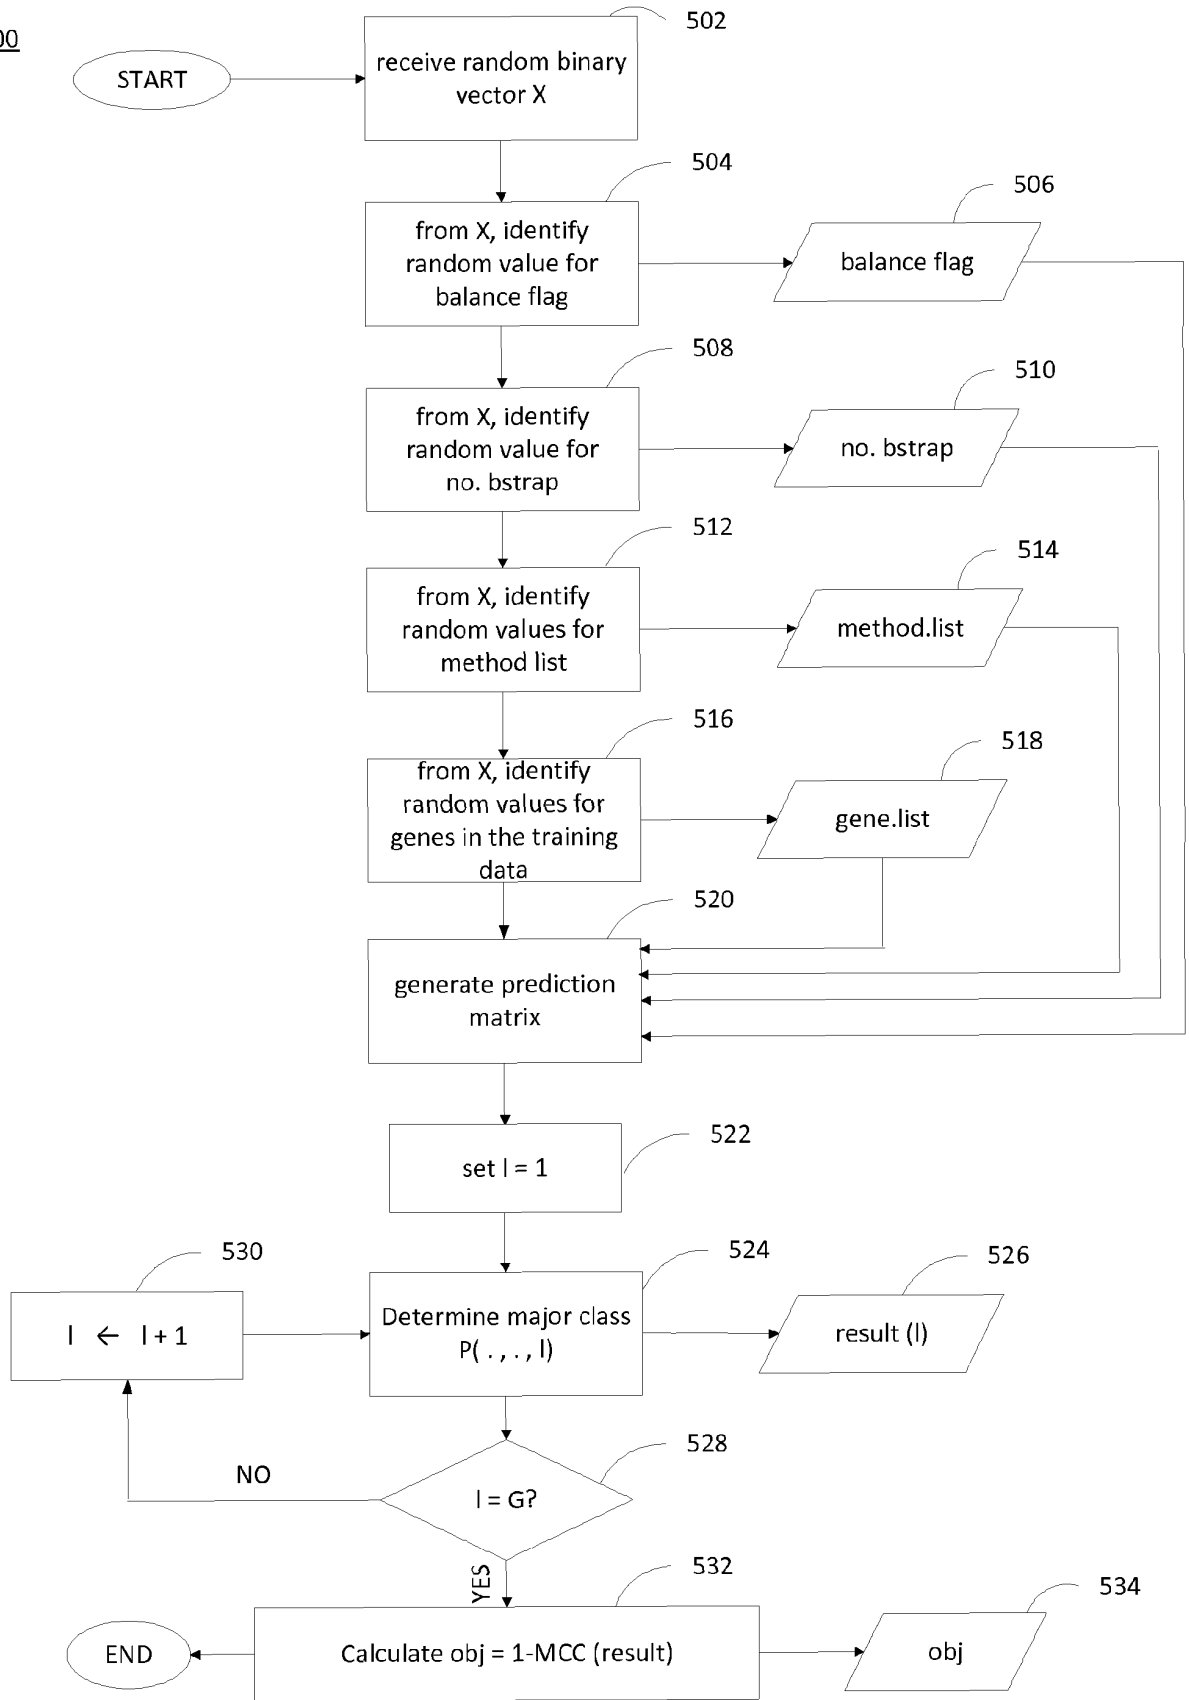 00
START
502
receive random binary
vector X
504
from X, identify
random value for
balance flag
506
balance flag
508
from X, identify
random value for
no. bstrap
510
no. bstrap
512
from X, identify
random values for
method list
514
method.list
516
from X, identify
random values for
genes in the training
data
518
gene.list
520
generate prediction
matrix
522
set l = 1
530
l ← l + 1
524
Determine major class
P( . , . , l)
526
result (l)
528
l = G?
NO
YES
532
Calculate obj = 1-MCC (result)
534
obj
END